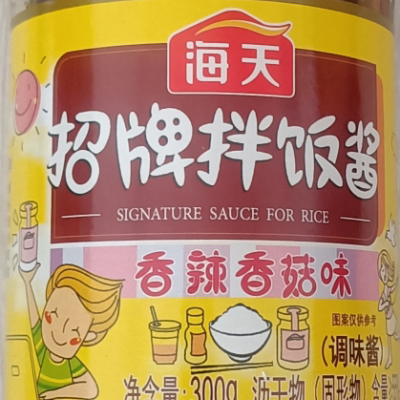 海天
招牌拌饭酱
SIGNATURE SAUCE FOR RICE
香辣香菇味
图案仅供参考
(调味酱)
净含量:300g 沥干物(固形物)含量